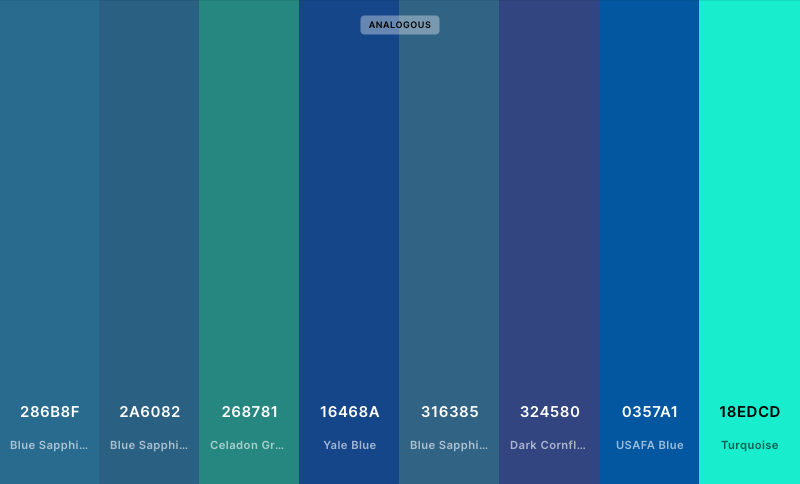 ANALOGOUS
286B8F 2A6082 268781 16468A 316385 324580 0357A1 18EDCD
Blue Sapphi... Blue Sapphi... Celadon Gr... Yale Blue Blue Sapphi... Dark Cornfl... USAFA Blue Turquoise